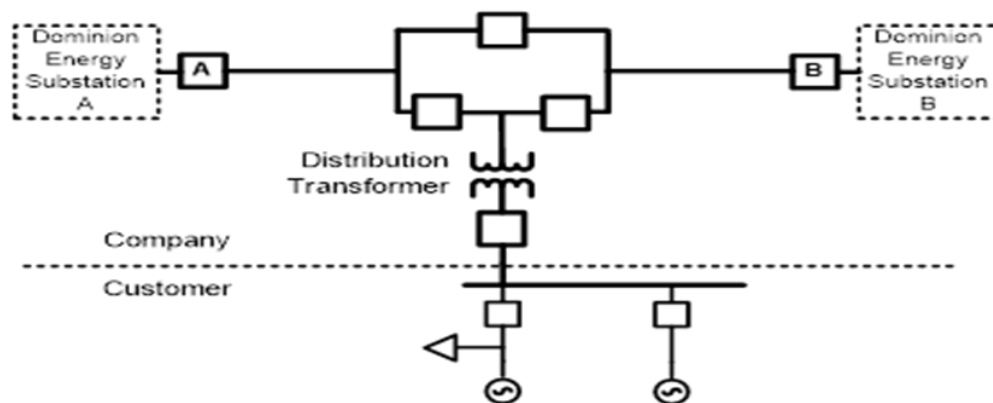 Dominion
Energy
Substation
A
A
B
Dominion
Energy
Substation
B
Distribution
Transformer
Company
Customer